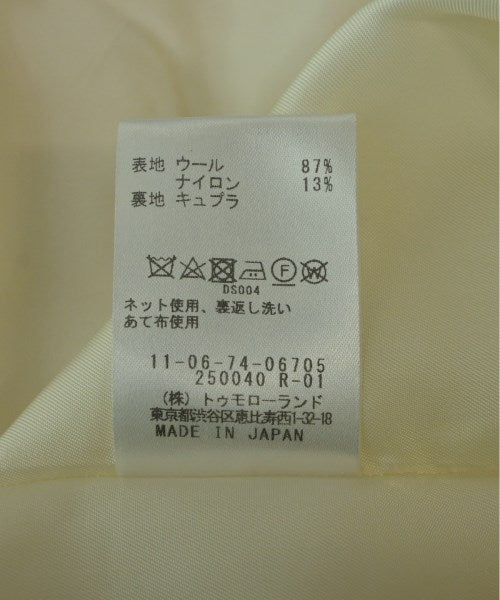 表地 ウール 87%
ナイロン 13%
裏地 キュプラ
F W
DS004
ネット使用、裏返し洗い
あて布使用
11-06-74-06705
250040 R-01
(株) トゥモローランド
東京都渋谷区恵比寿西1-32-18
MADE IN JAPAN